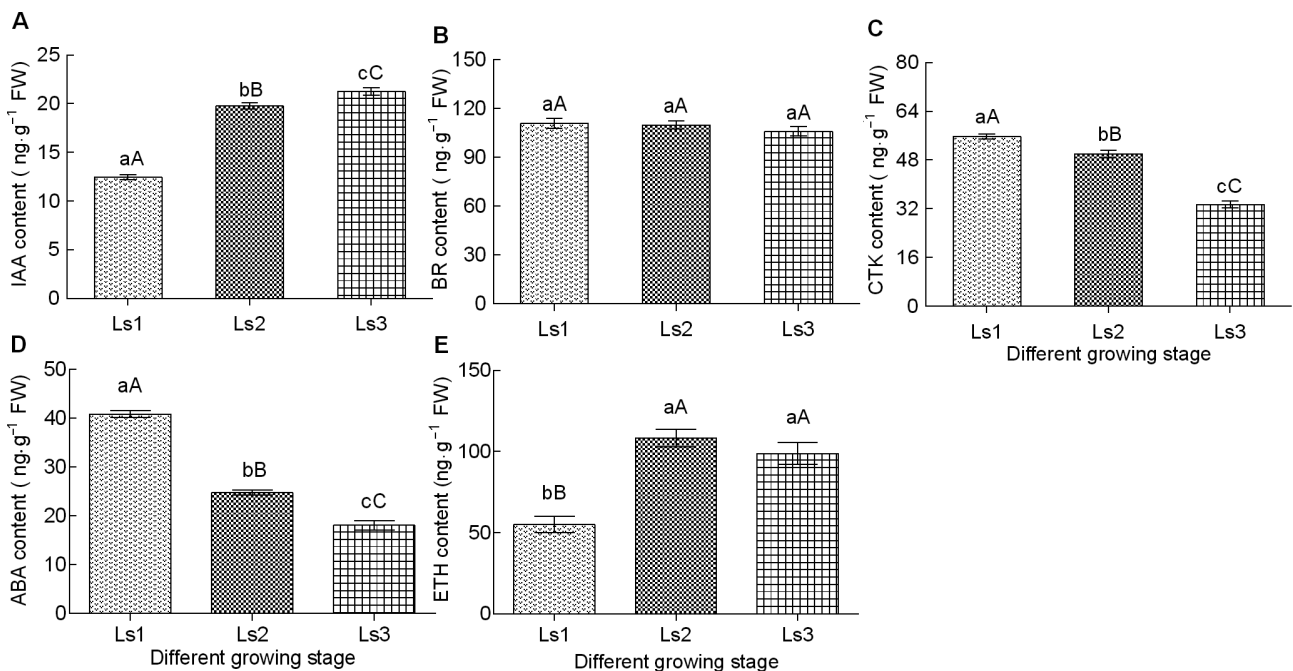 A
IAA content ( ng·g⁻¹ FW)
25
20
15
10
5
0
aA
bB
cC
Ls1
Ls2
Ls3
B
BR content ( ng·g⁻¹ FW)
150
120
90
60
30
0
aA
aA
aA
Ls1
Ls2
Ls3
C
CTK content ( ng·g⁻¹ FW)
80
64
48
32
16
0
aA
bB
cC
Ls1
Ls2
Ls3
Different growing stage
D
ABA content ( ng·g⁻¹ FW)
50
40
30
20
10
0
aA
bB
cC
Ls1
Ls2
Ls3
Different growing stage
E
ETH content (ng·g⁻¹ FW)
150
100
50
0
bB
aA
aA
Ls1
Ls2
Ls3
Different growing stage